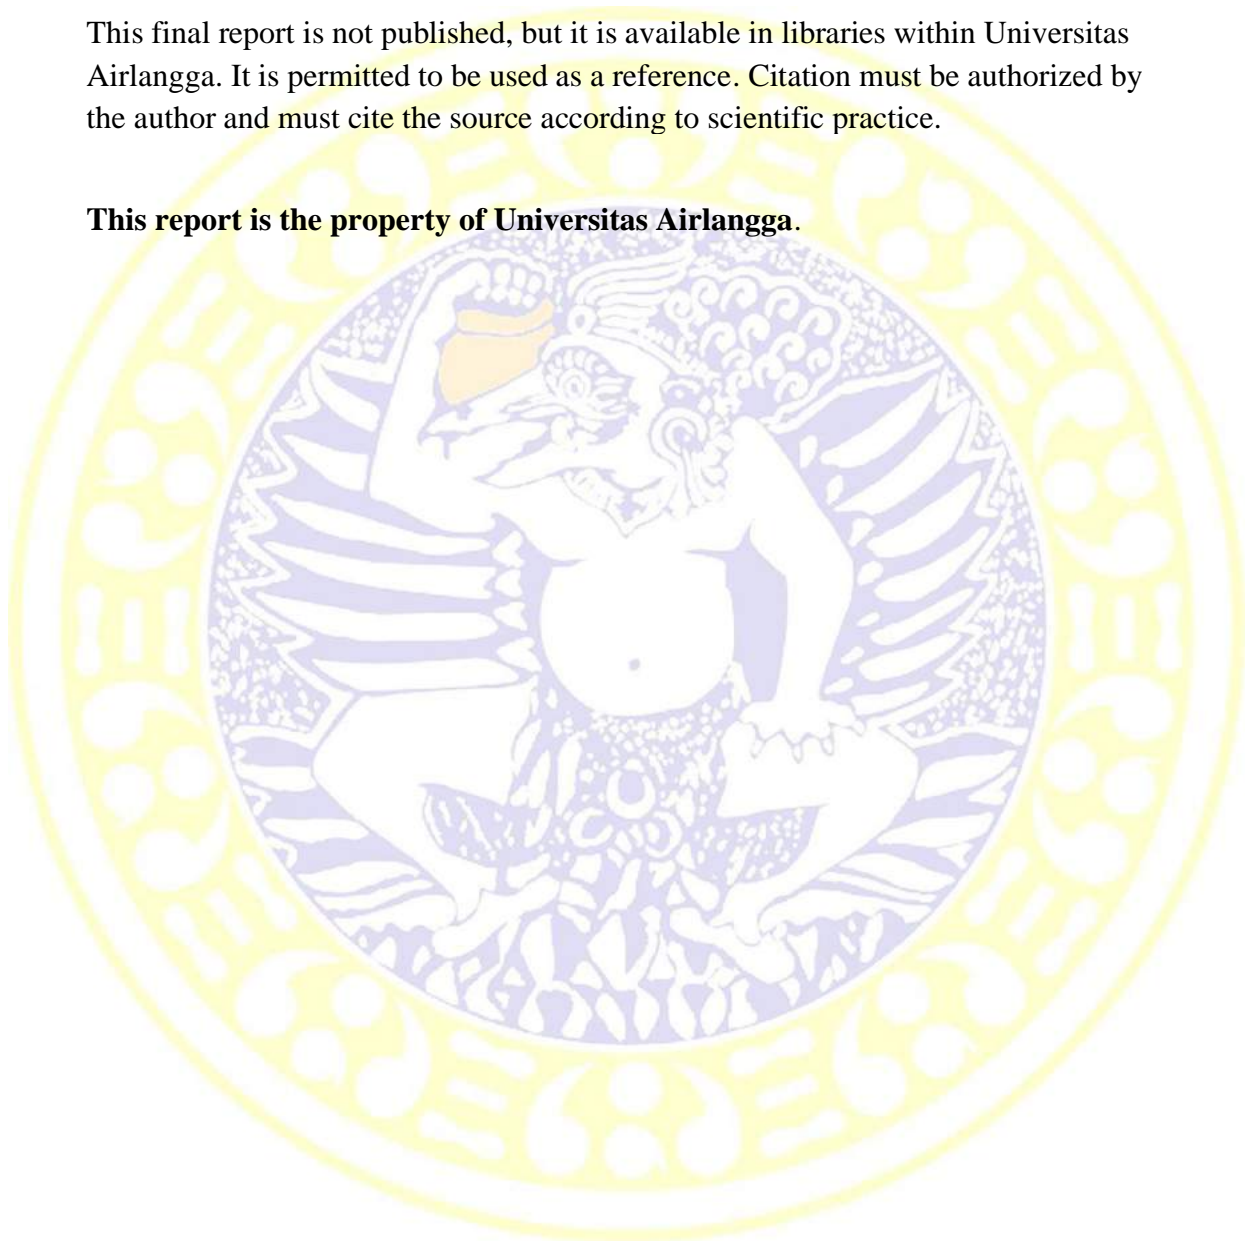 This final report is not published, but it is available in libraries within Universitas
Airlangga. It is permitted to be used as a reference. Citation must be authorized by
the author and must cite the source according to scientific practice.
This report is the property of Universitas Airlangga.